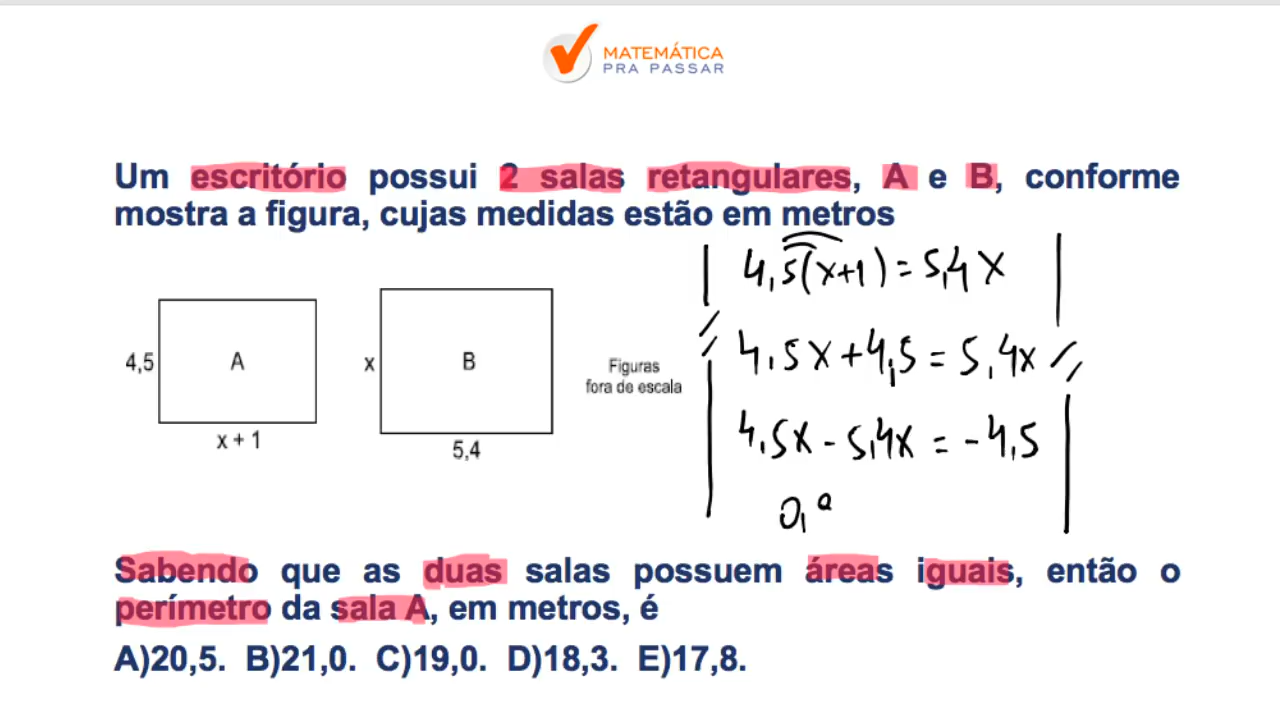 MATEMÁTICA
PRA PASSAR
Um escritório possui 2 salas retangulares, A e B, conforme
mostra a figura, cujas medidas estão em metros
4,5
A
x + 1
x
B
5,4
Figuras
fora de escala
4,5(x+1)=5,4x
4,5x+4,5=5,4x
4,5x-5,4x=-4,5
0,9
Sabendo que as duas salas possuem áreas iguais, então o
perímetro da sala A, em metros, é
A)20,5. B)21,0. C)19,0. D)18,3. E)17,8.